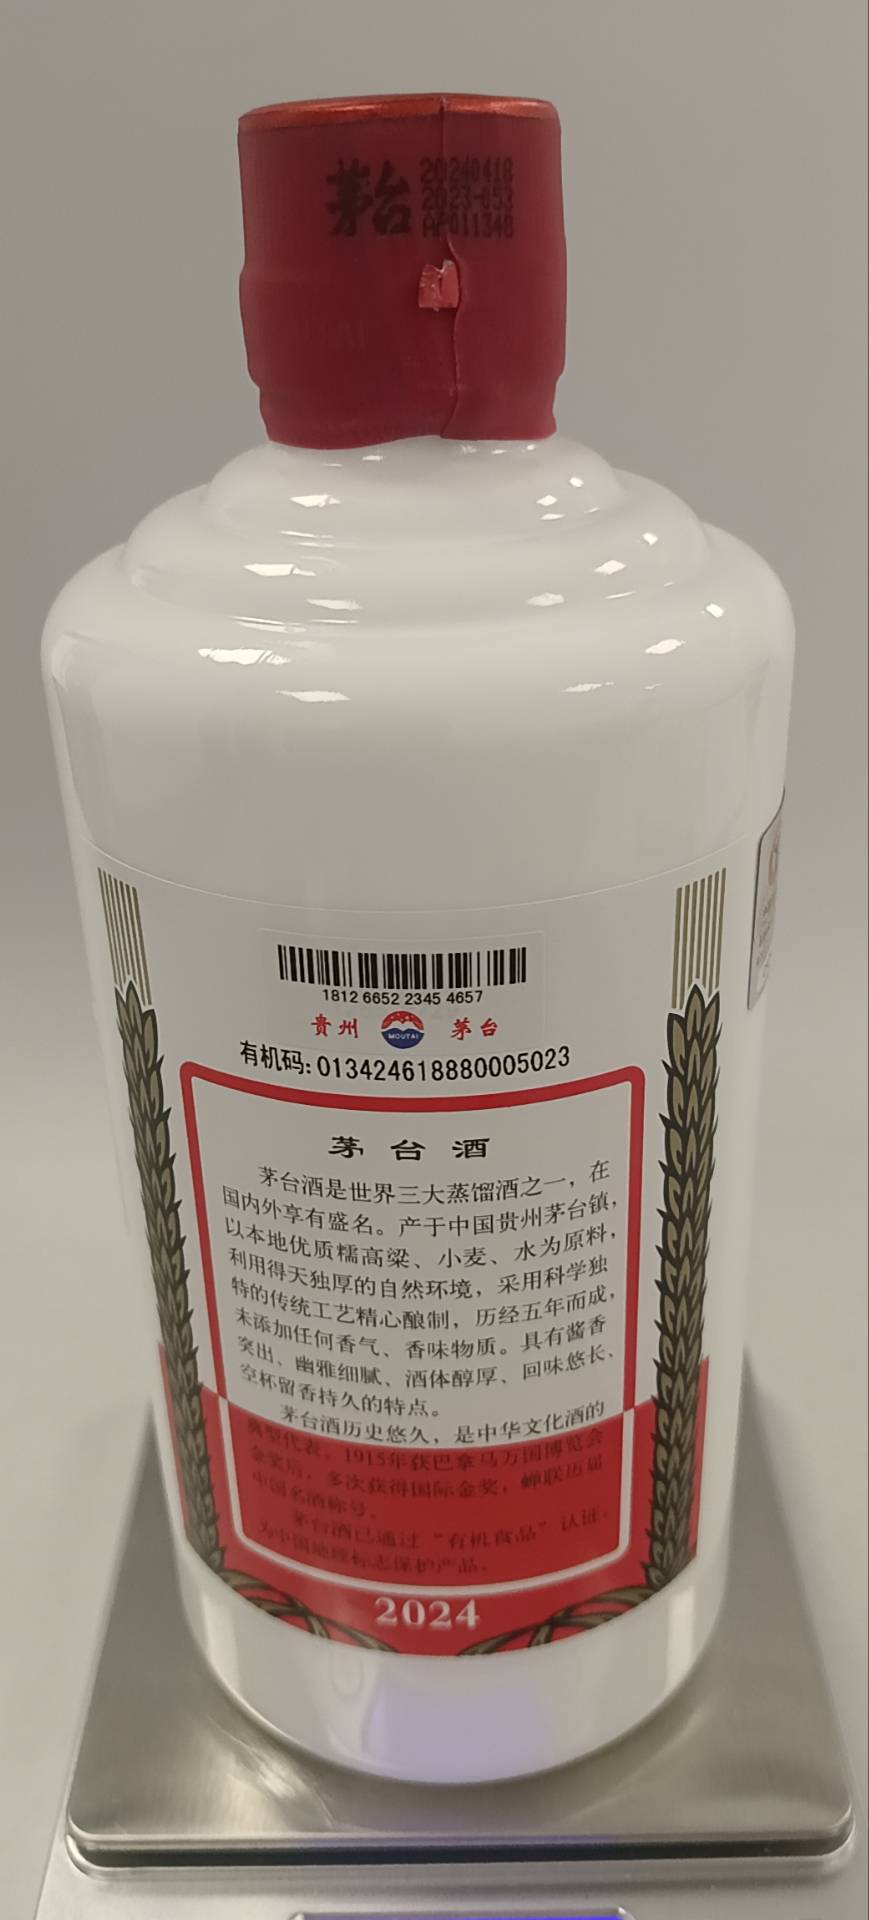 茅台
20240418
2023-053
AF011348
1812 6652 2345 4657
贵州 MOUTAI 茅台
有机码:013424618880005023
茅台酒
茅台酒是世界三大蒸馏酒之一，在
国内外享有盛名。产于中国贵州茅台镇，
以本地优质糯高粱、小麦、水为原料，
利用得天独厚的自然环境，采用科学独
特的传统工艺精心酿制，历经五年而成，
未添加任何香气、香味物质。具有酱香
突出、幽雅细腻、酒体醇厚、回味悠长、
空杯留香持久的特点。
茅台酒历史悠久，是中华文化酒的
典型代表。1915年获巴拿马万国博览会
金奖后，多次获得国际金奖，蝉联历届
中国名酒称号。
茅台酒已通过“有机食品”认证，
为中国地理标志保护产品。
2024